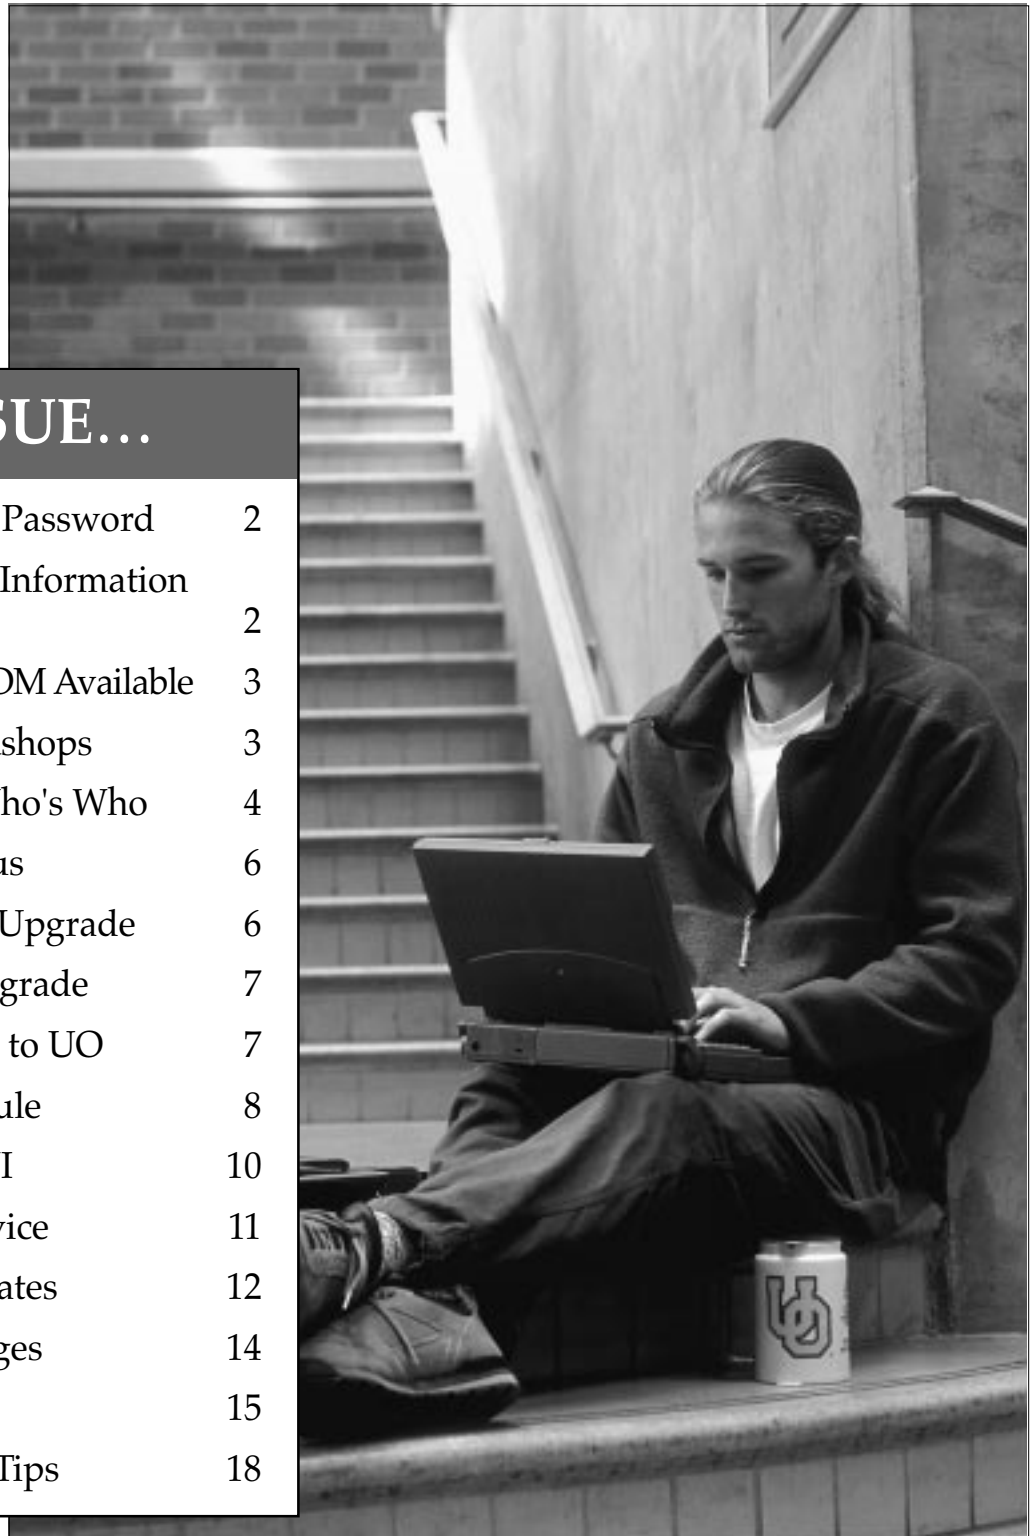 SUE...
Password 2
Information
2
OM Available 3
shops 3
ho's Who 4
us 6
Upgrade 6
grade 7
to UO 7
ule 8
I 10
vice 11
ates 12
ges 14
15
Tips 18
UO